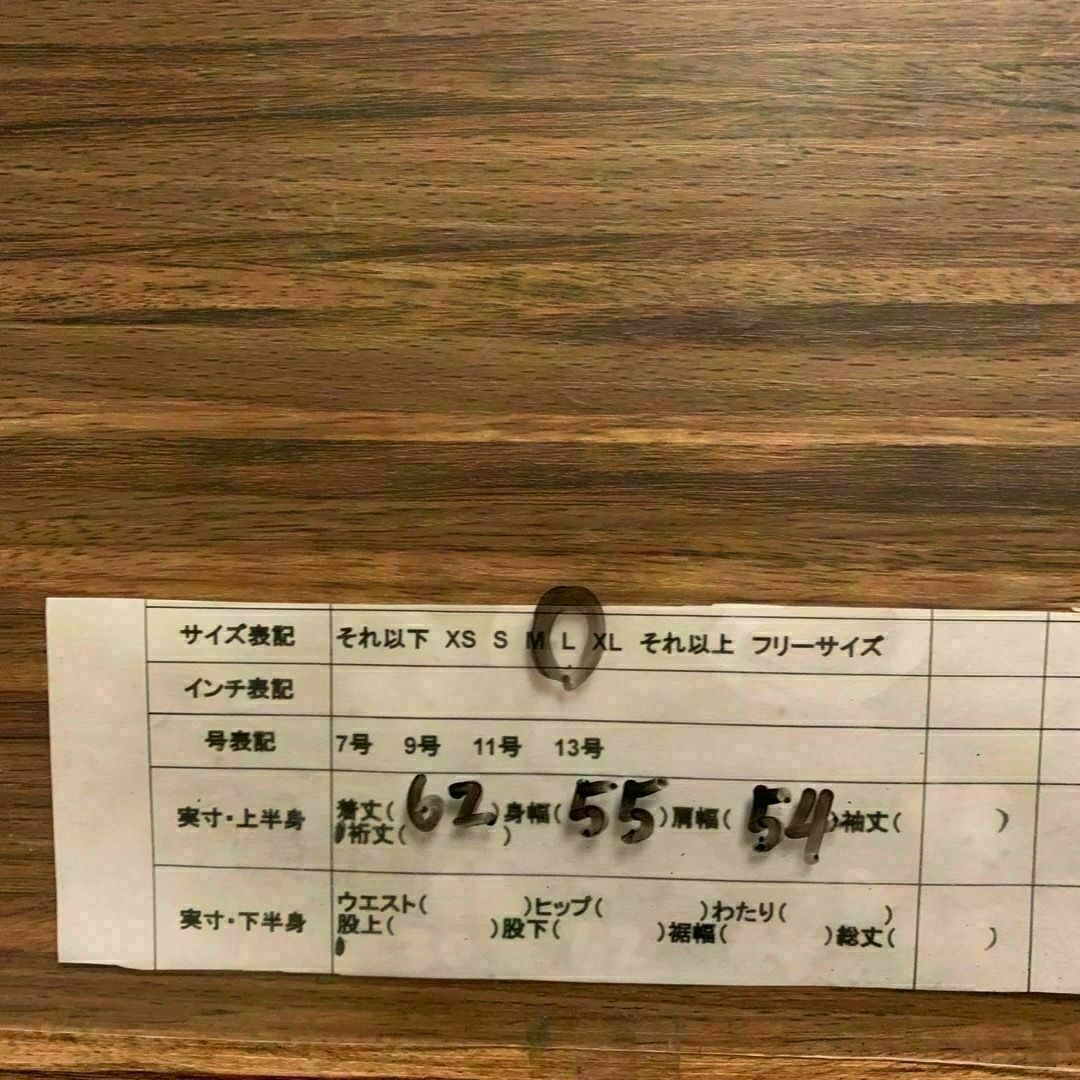 サイズ表記 それ以下 XS S M L XL それ以上 フリーサイズ
インチ表記
号表記 7号 9号 11号 13号
実寸・上半身 着丈( 62 )身幅( 55 )肩幅( 54 )袖丈( )
裄丈( )
実寸・下半身 ウエスト( )ヒップ( )わたり( )
股上( )股下( )裾幅( )総丈( )